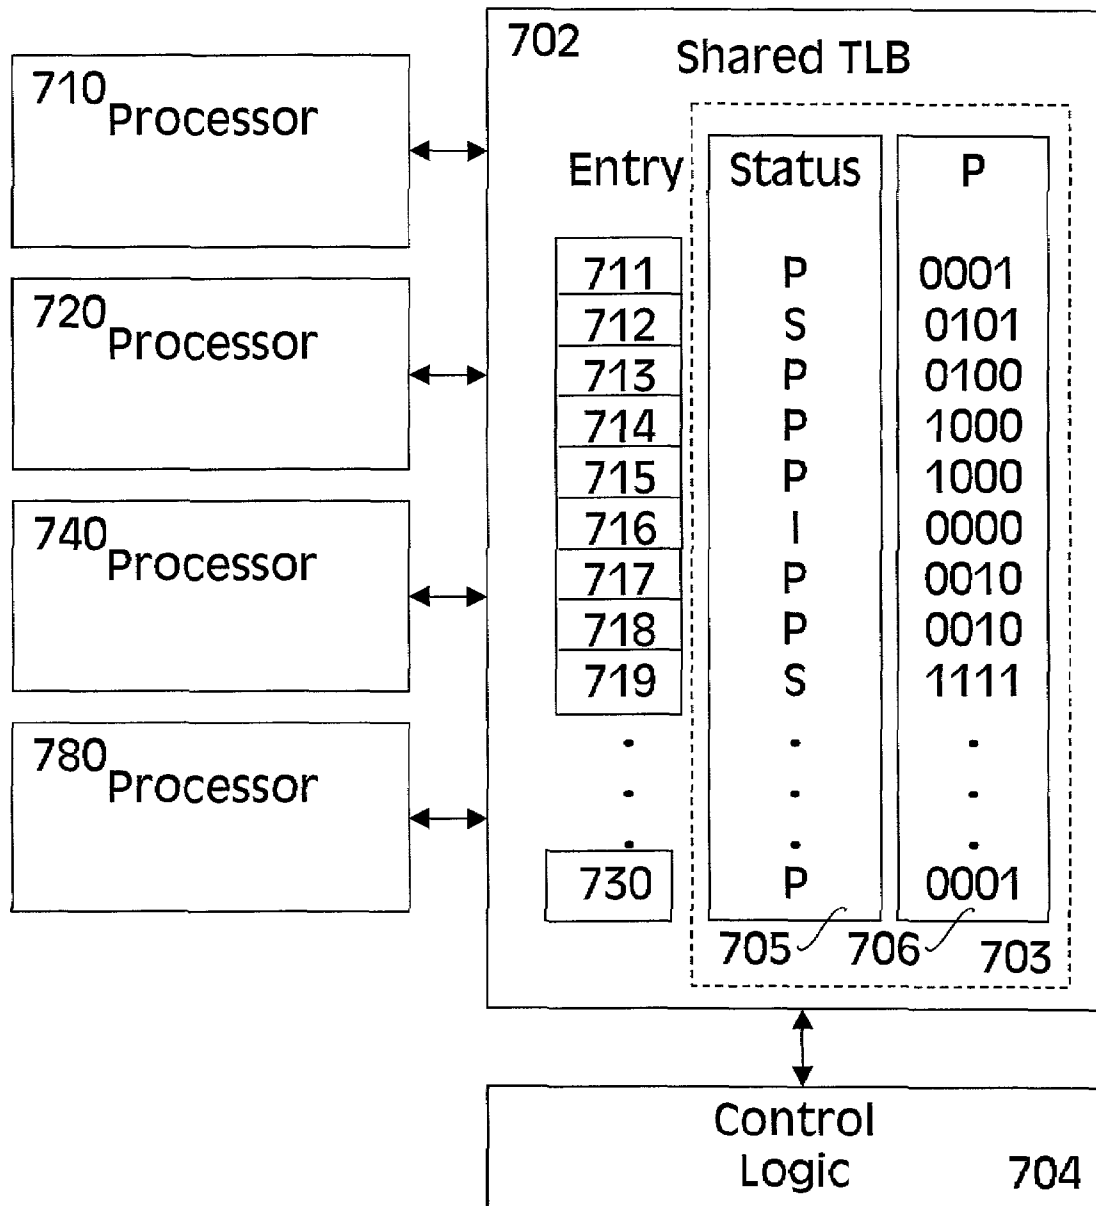 702
Shared TLB
710
Processor
720
Processor
740
Processor
780
Processor
Entry Status P
711 P 0001
712 S 0101
713 P 0100
714 P 1000
715 P 1000
716 I 0000
717 P 0010
718 P 0010
719 S 1111
730 P 0001
705 706 703
Control
Logic 704